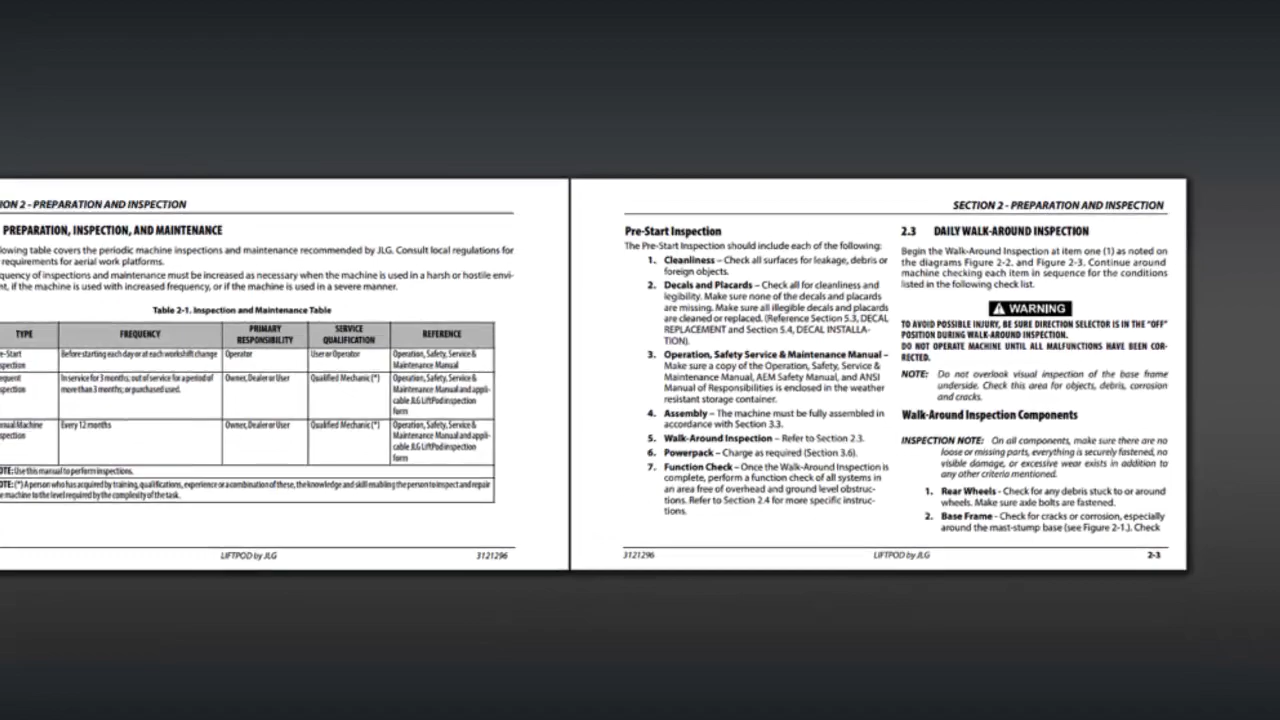 ION 2 - PREPARATION AND INSPECTION
PREPARATION, INSPECTION, AND MAINTENANCE
lowing table covers the periodic machine inspections and maintenance recommended by JLG. Consult local regulations for
requirements for aerial work platforms.
quency of inspections and maintenance must be increased as necessary when the machine is used in a harsh or hostile envi-
nt, if the machine is used with increased frequency, or if the machine is used in a severe manner.
Table 2-1. Inspection and Maintenance Table
TYPE FREQUENCY PRIMARY RESPONSIBILITY SERVICE QUALIFICATION REFERENCE
e-Start
spection
Before starting each day or at each workshift change
Operator
User or Operator
Operation, Safety, Service &
Maintenance Manual
equent
spection
In service for 3 months; out of service for a period of
more than 3 months; or purchased used.
Owner, Dealer or User
Qualified Mechanic (*)
Operation, Safety, Service &
Maintenance Manual and appli-
cable JLG LiftPod inspection
form
nnual Machine
spection
Every 12 months
Owner, Dealer or User
Qualified Mechanic (*)
Operation, Safety, Service &
Maintenance Manual and appli-
cable JLG LiftPod inspection
form
OTE: Use this manual to perform inspections.
OTE: (*) A person who has acquired by training, qualifications, experience or a combination of these, the knowledge and skill enabling the person to inspect and repair
e machine to the level required by the complexity of the task.
LIFTPOD by JLG 3121296
SECTION 2 - PREPARATION AND INSPECTION
Pre-Start Inspection
The Pre-Start Inspection should include each of the following:
1. Cleanliness – Check all surfaces for leakage, debris or
foreign objects.
2. Decals and Placards – Check all for cleanliness and
legibility. Make sure none of the decals and placards
are missing. Make sure all illegible decals and placards
are cleaned or replaced. (Reference Section 5.3, DECAL
REPLACEMENT and Section 5.4, DECAL INSTALLA-
TION).
3. Operation, Safety Service & Maintenance Manual –
Make sure a copy of the Operation, Safety, Service &
Maintenance Manual, AEM Safety Manual, and ANSI
Manual of Responsibilities is enclosed in the weather
resistant storage container.
4. Assembly – The machine must be fully assembled in
accordance with Section 3.3.
5. Walk-Around Inspection – Refer to Section 2.3.
6. Powerpack – Charge as required (Section 3.6).
7. Function Check – Once the Walk-Around Inspection is
complete, perform a function check of all systems in
an area free of overhead and ground level obstruc-
tions. Refer to Section 2.4 for more specific instruc-
tions.
2.3 DAILY WALK-AROUND INSPECTION
Begin the Walk-Around Inspection at item one (1) as noted on
the diagrams Figure 2-2. and Figure 2-3. Continue around
machine checking each item in sequence for the conditions
listed in the following check list.
WARNING
TO AVOID POSSIBLE INJURY, BE SURE DIRECTION SELECTOR IS IN THE "OFF"
POSITION DURING WALK-AROUND INSPECTION.
DO NOT OPERATE MACHINE UNTIL ALL MALFUNCTIONS HAVE BEEN COR-
RECTED.
NOTE: Do not overlook visual inspection of the base frame
underside. Check this area for objects, debris, corrosion
and cracks.
Walk-Around Inspection Components
INSPECTION NOTE: On all components, make sure there are no
loose or missing parts, everything is securely fastened, no
visible damage, or excessive wear exists in addition to
any other criteria mentioned.
1. Rear Wheels - Check for any debris stuck to or around
wheels. Make sure axle bolts are fastened.
2. Base Frame - Check for cracks or corrosion, especially
around the mast-stump base (see Figure 2-1.). Check
3121296 LIFTPOD by JLG 2-3